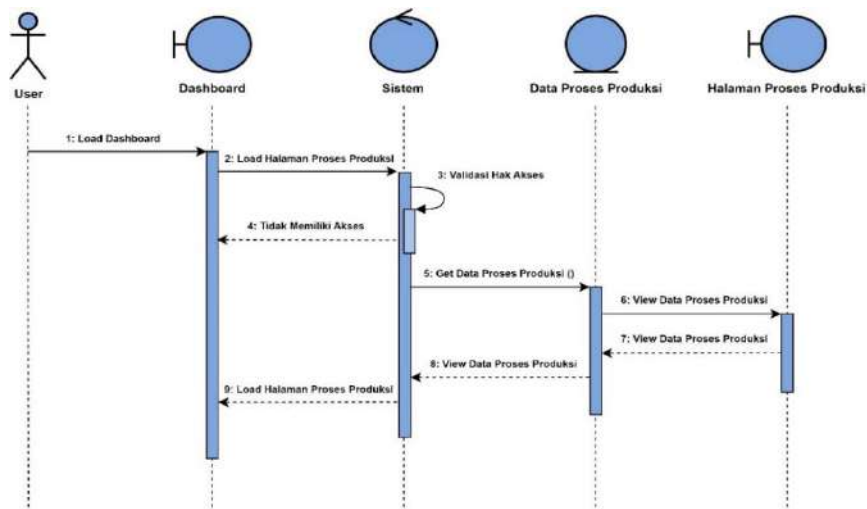 User
Dashboard
Sistem
Data Proses Produksi
Halaman Proses Produksi
1: Load Dashboard
2: Load Halaman Proses Produksi
3: Validasi Hak Akses
4: Tidak Memiliki Akses
5: Get Data Proses Produksi ()
6: View Data Proses Produksi
7: View Data Proses Produksi
8: View Data Proses Produksi
9: Load Halaman Proses Produksi